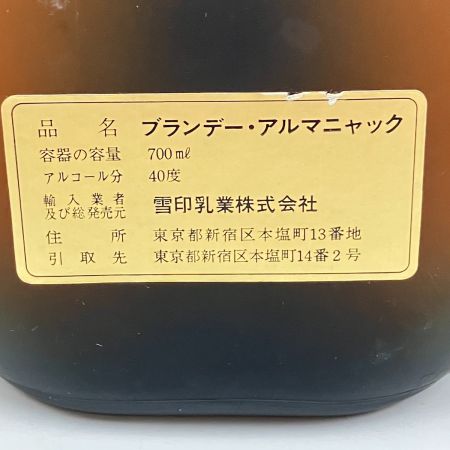 品名 ブランデー・アルマニャック
容器の容量 700㎖
アルコール分 40度
輸入業者
及び総発売元 雪印乳業株式会社
住所 東京都新宿区本塩町13番地
引取先 東京都新宿区本塩町14番2号